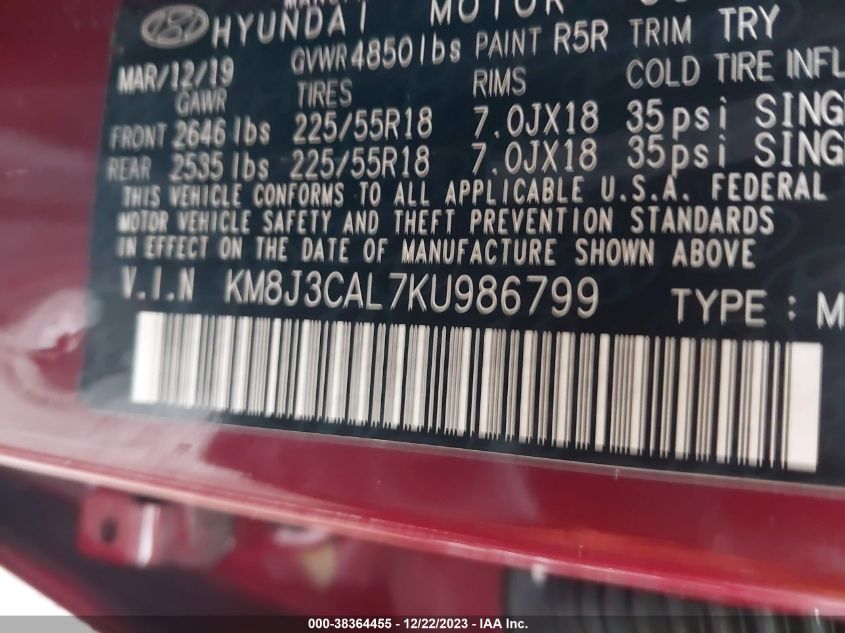 HYUNDAI MOTOR
MAR/12/19 GVWR 4850 lbs PAINT R5R TRIM TRY
GAWR TIRES RIMS COLD TIRE INFL
FRONT 2646 lbs 225/55R18 7.0JX18 35psi SING
REAR 2535 lbs 225/55R18 7.0JX18 35psi SING
THIS VEHICLE CONFORMS TO ALL APPLICABLE U.S.A. FEDERAL
MOTOR VEHICLE SAFETY AND THEFT PREVENTION STANDARDS
IN EFFECT ON THE DATE OF MANUFACTURE SHOWN ABOVE
V.I.N KM8J3CAL7KU986799 TYPE : M
000-38364455 - 12/22/2023 - IAA Inc.